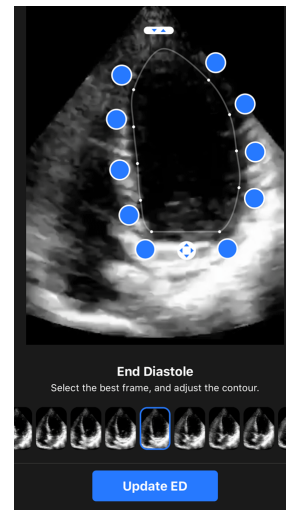 End Diastole
Select the best frame, and adjust the contour.
Update ED